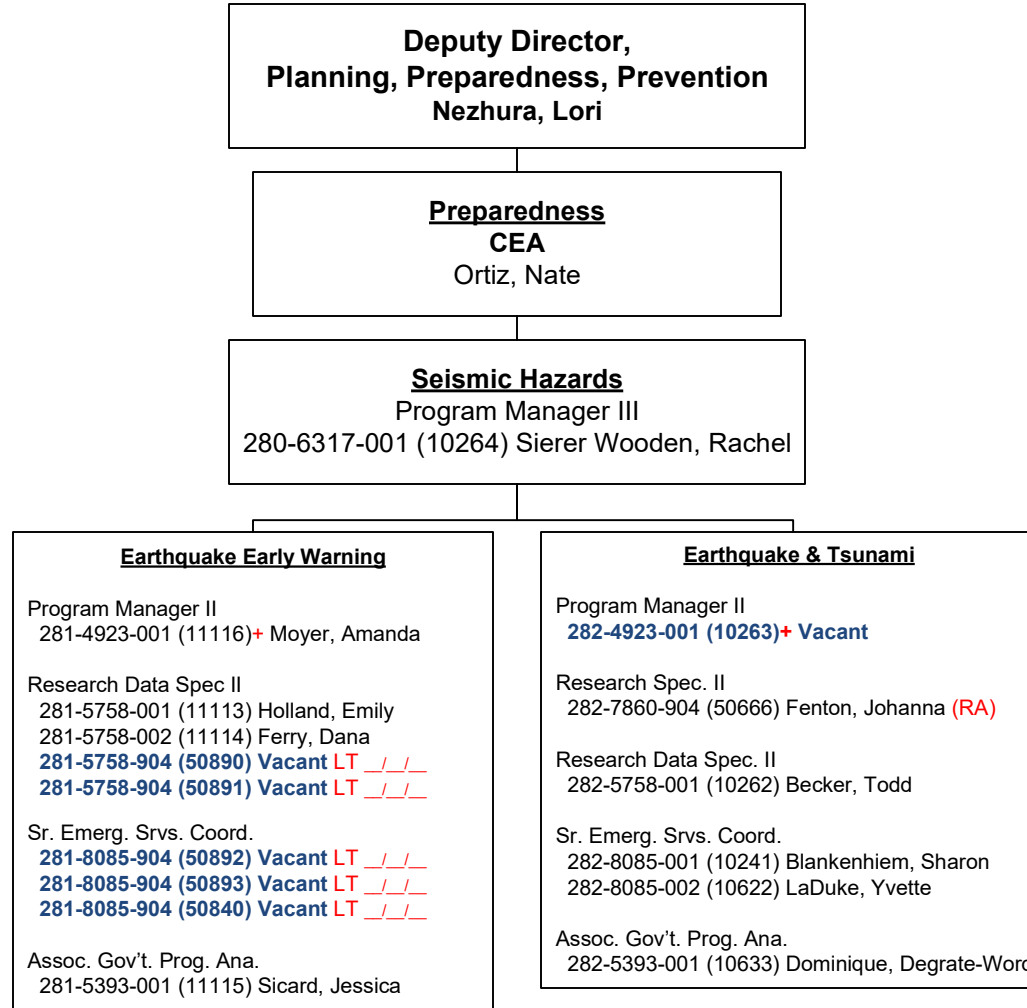 Deputy Director,
Planning, Preparedness, Prevention
Nezhura, Lori
Preparedness
CEA
Ortiz, Nate
Seismic Hazards
Program Manager III
280-6317-001 (10264) Sierer Wooden, Rachel
Earthquake Early Warning
Program Manager II
281-4923-001 (11116)+ Moyer, Amanda
Research Data Spec II
281-5758-001 (11113) Holland, Emily
281-5758-002 (11114) Ferry, Dana
281-5758-904 (50890) Vacant LT __/__/__
281-5758-904 (50891) Vacant LT __/__/__
Sr. Emerg. Srvs. Coord.
281-8085-904 (50892) Vacant LT __/__/__
281-8085-904 (50893) Vacant LT __/__/__
281-8085-904 (50840) Vacant LT __/__/__
Assoc. Gov't. Prog. Ana.
281-5393-001 (11115) Sicard, Jessica
Earthquake & Tsunami
Program Manager II
282-4923-001 (10263)+ Vacant
Research Spec. II
282-7860-904 (50666) Fenton, Johanna (RA)
Research Data Spec. II
282-5758-001 (10262) Becker, Todd
Sr. Emerg. Srvs. Coord.
282-8085-001 (10241) Blankenhiem, Sharon
282-8085-002 (10622) LaDuke, Yvette
Assoc. Gov't. Prog. Ana.
282-5393-001 (10633) Dominique,